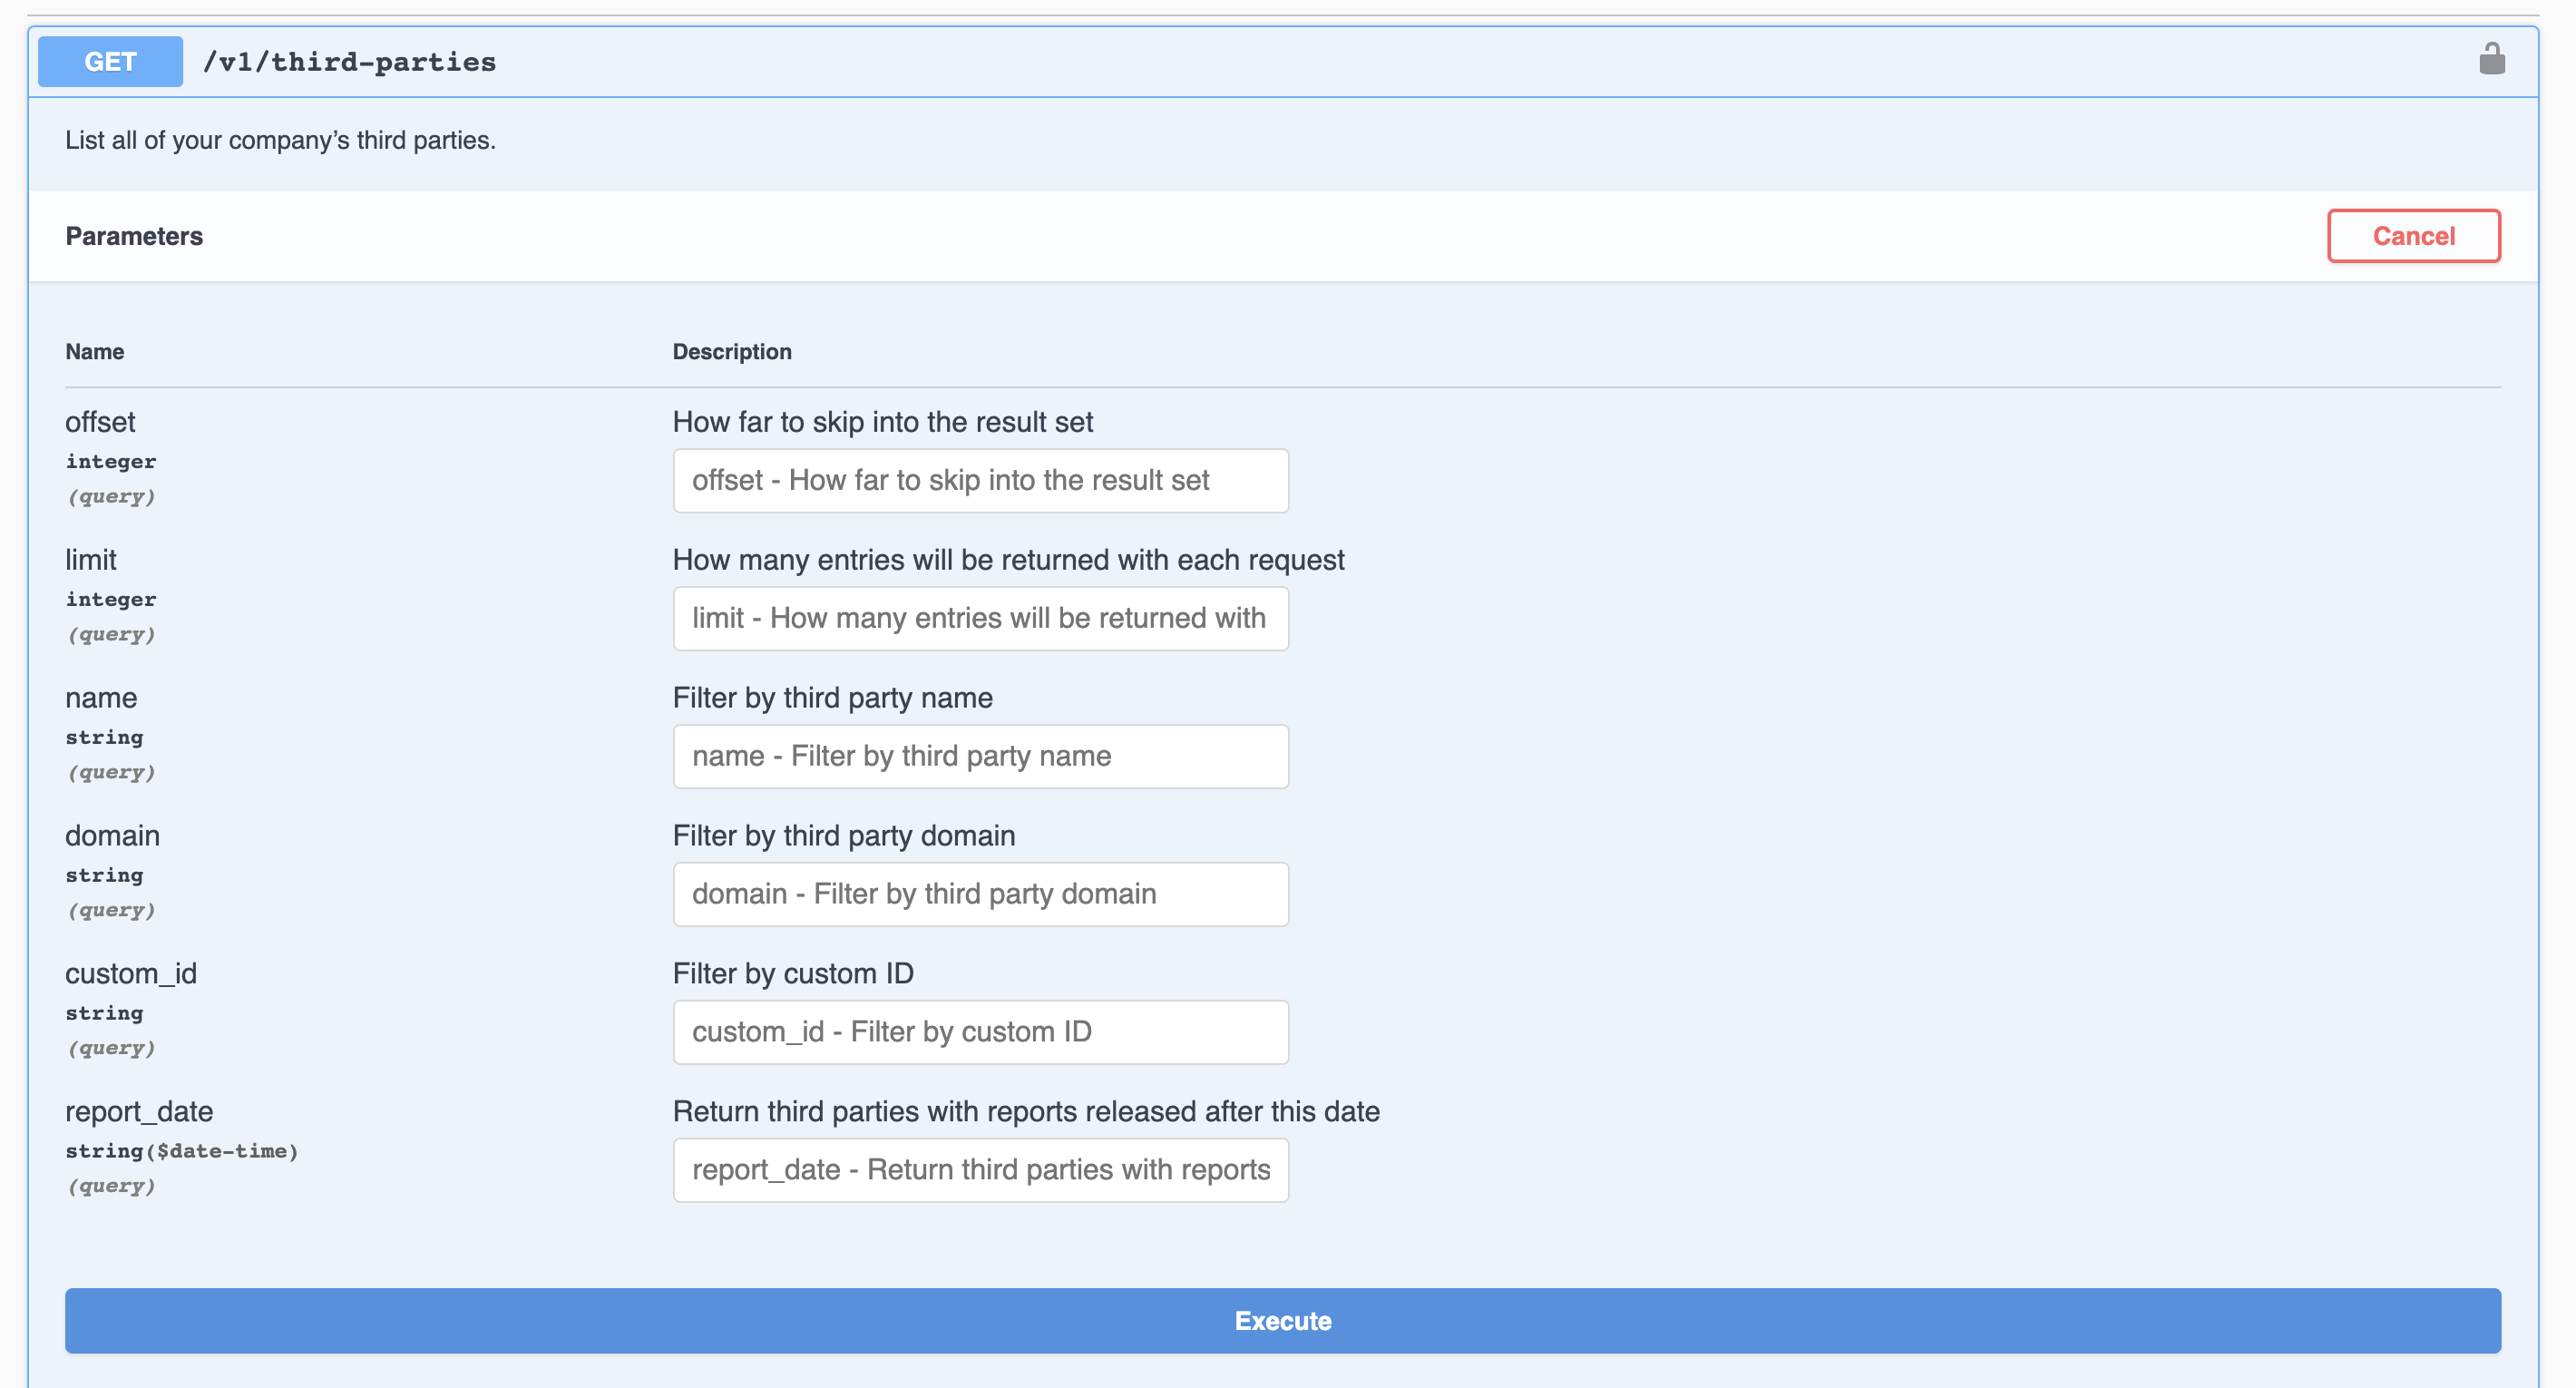 GET /v1/third-parties
List all of your company’s third parties.
Parameters
Cancel
Name Description
offset
integer
(query)
How far to skip into the result set
offset - How far to skip into the result set
limit
integer
(query)
How many entries will be returned with each request
limit - How many entries will be returned with
name
string
(query)
Filter by third party name
name - Filter by third party name
domain
string
(query)
Filter by third party domain
domain - Filter by third party domain
custom_id
string
(query)
Filter by custom ID
custom_id - Filter by custom ID
report_date
string($date-time)
(query)
Return third parties with reports released after this date
report_date - Return third parties with reports
Execute